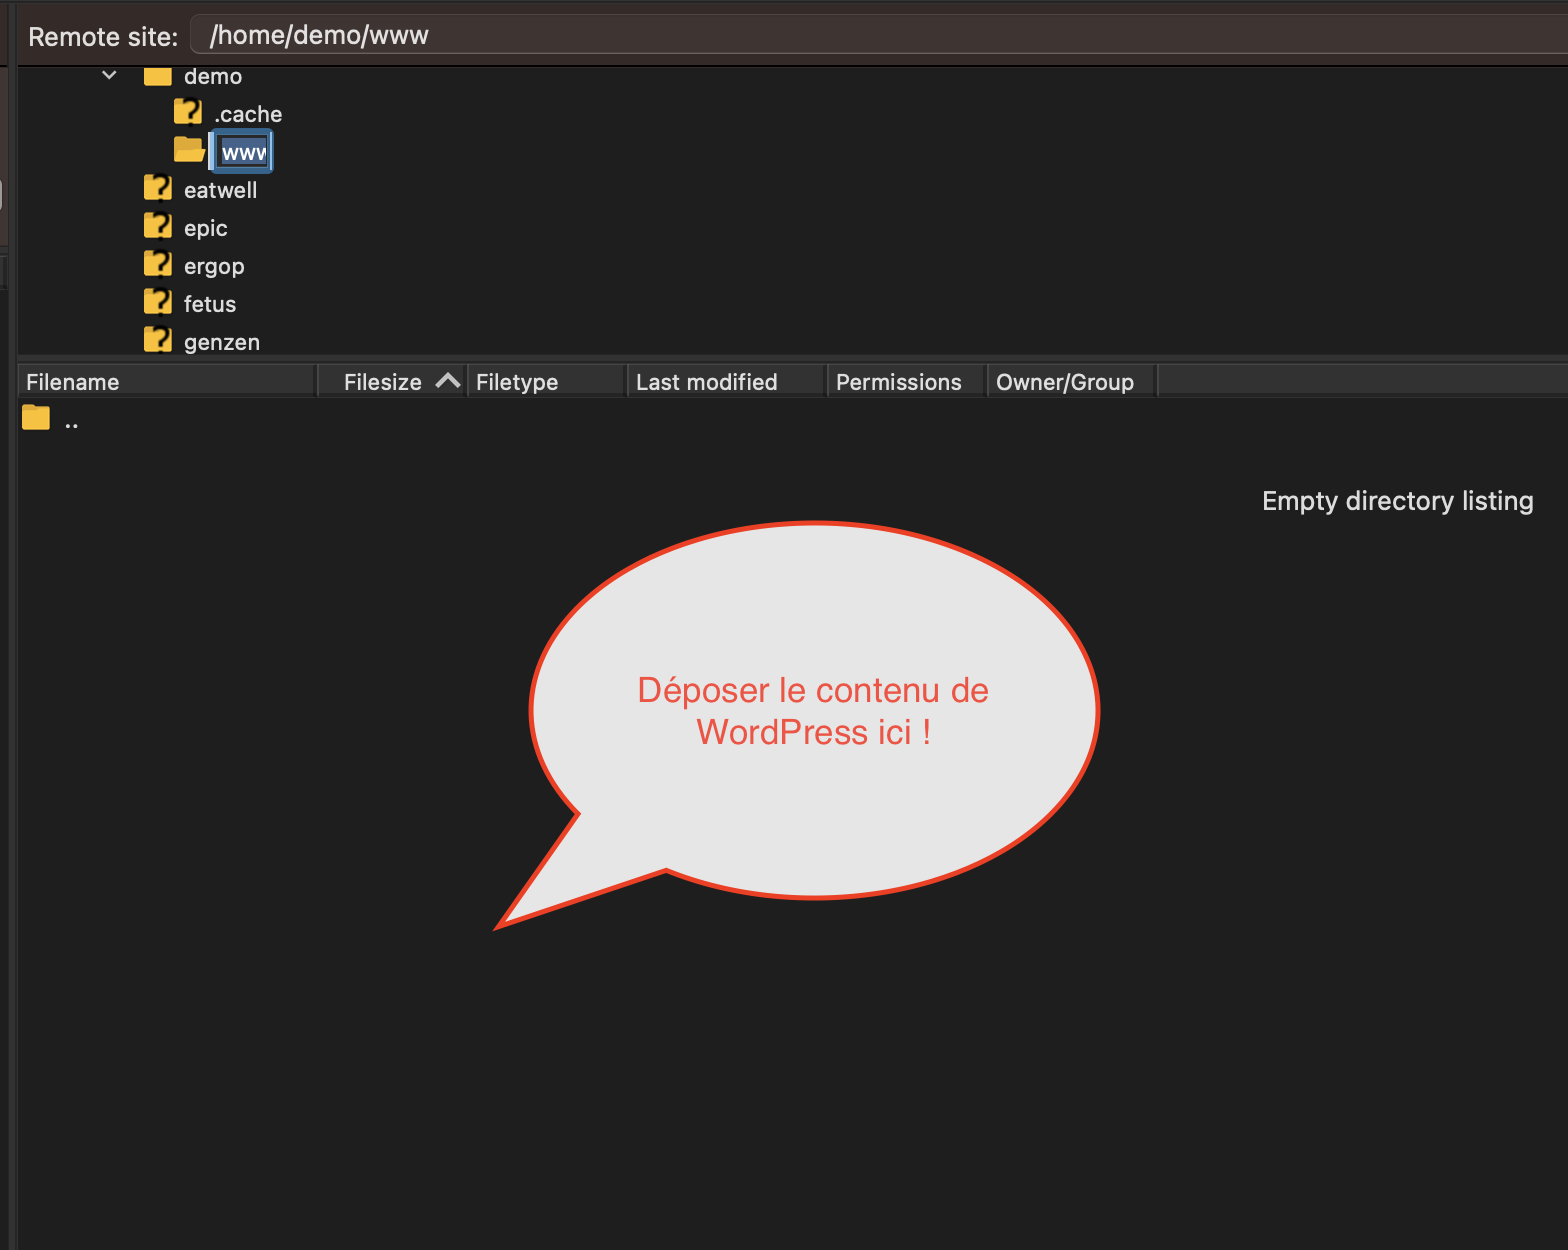 Remote site: /home/demo/www
demo
.cache
www
eatwell
epic
ergop
fetus
genzen
Filename Filesize Filetype Last modified Permissions Owner/Group
..
Empty directory listing
Déposer le contenu de
WordPress ici !